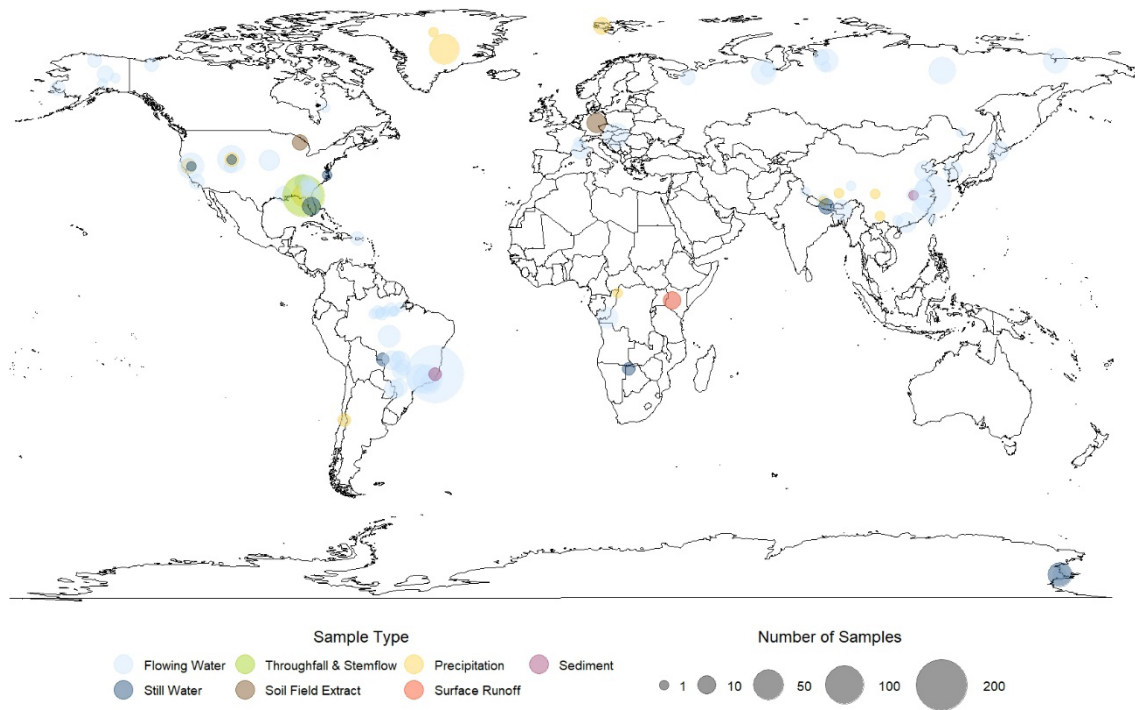 Sample Type
Flowing Water Throughfall & Stemflow Precipitation Sediment
Still Water Soil Field Extract Surface Runoff
Number of Samples
1 10 50 100 200